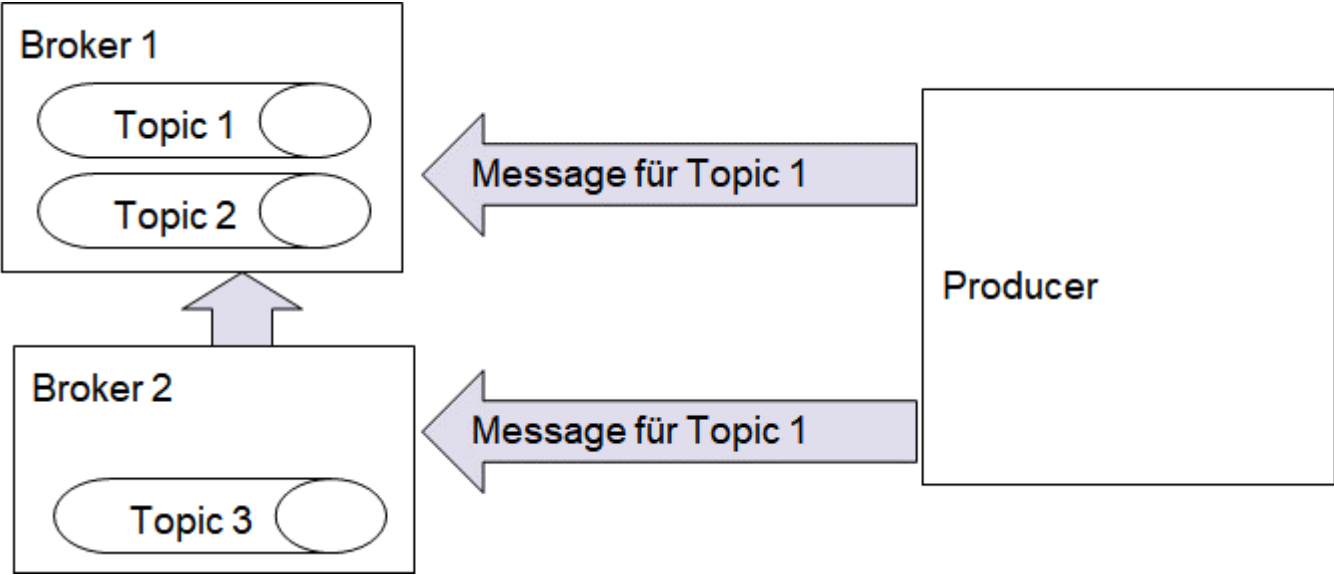 Broker 1
Topic 1
Topic 2
Message für Topic 1
Producer
Broker 2
Message für Topic 1
Topic 3